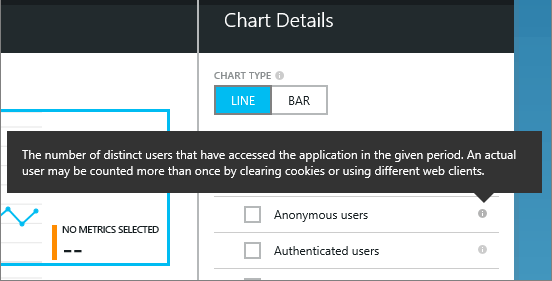 Chart Details
CHART TYPE
LINE
BAR
The number of distinct users that have accessed the application in the given period. An actual
user may be counted more than once by clearing cookies or using different web clients.
Anonymous users
NO METRICS SELECTED
--
Authenticated users